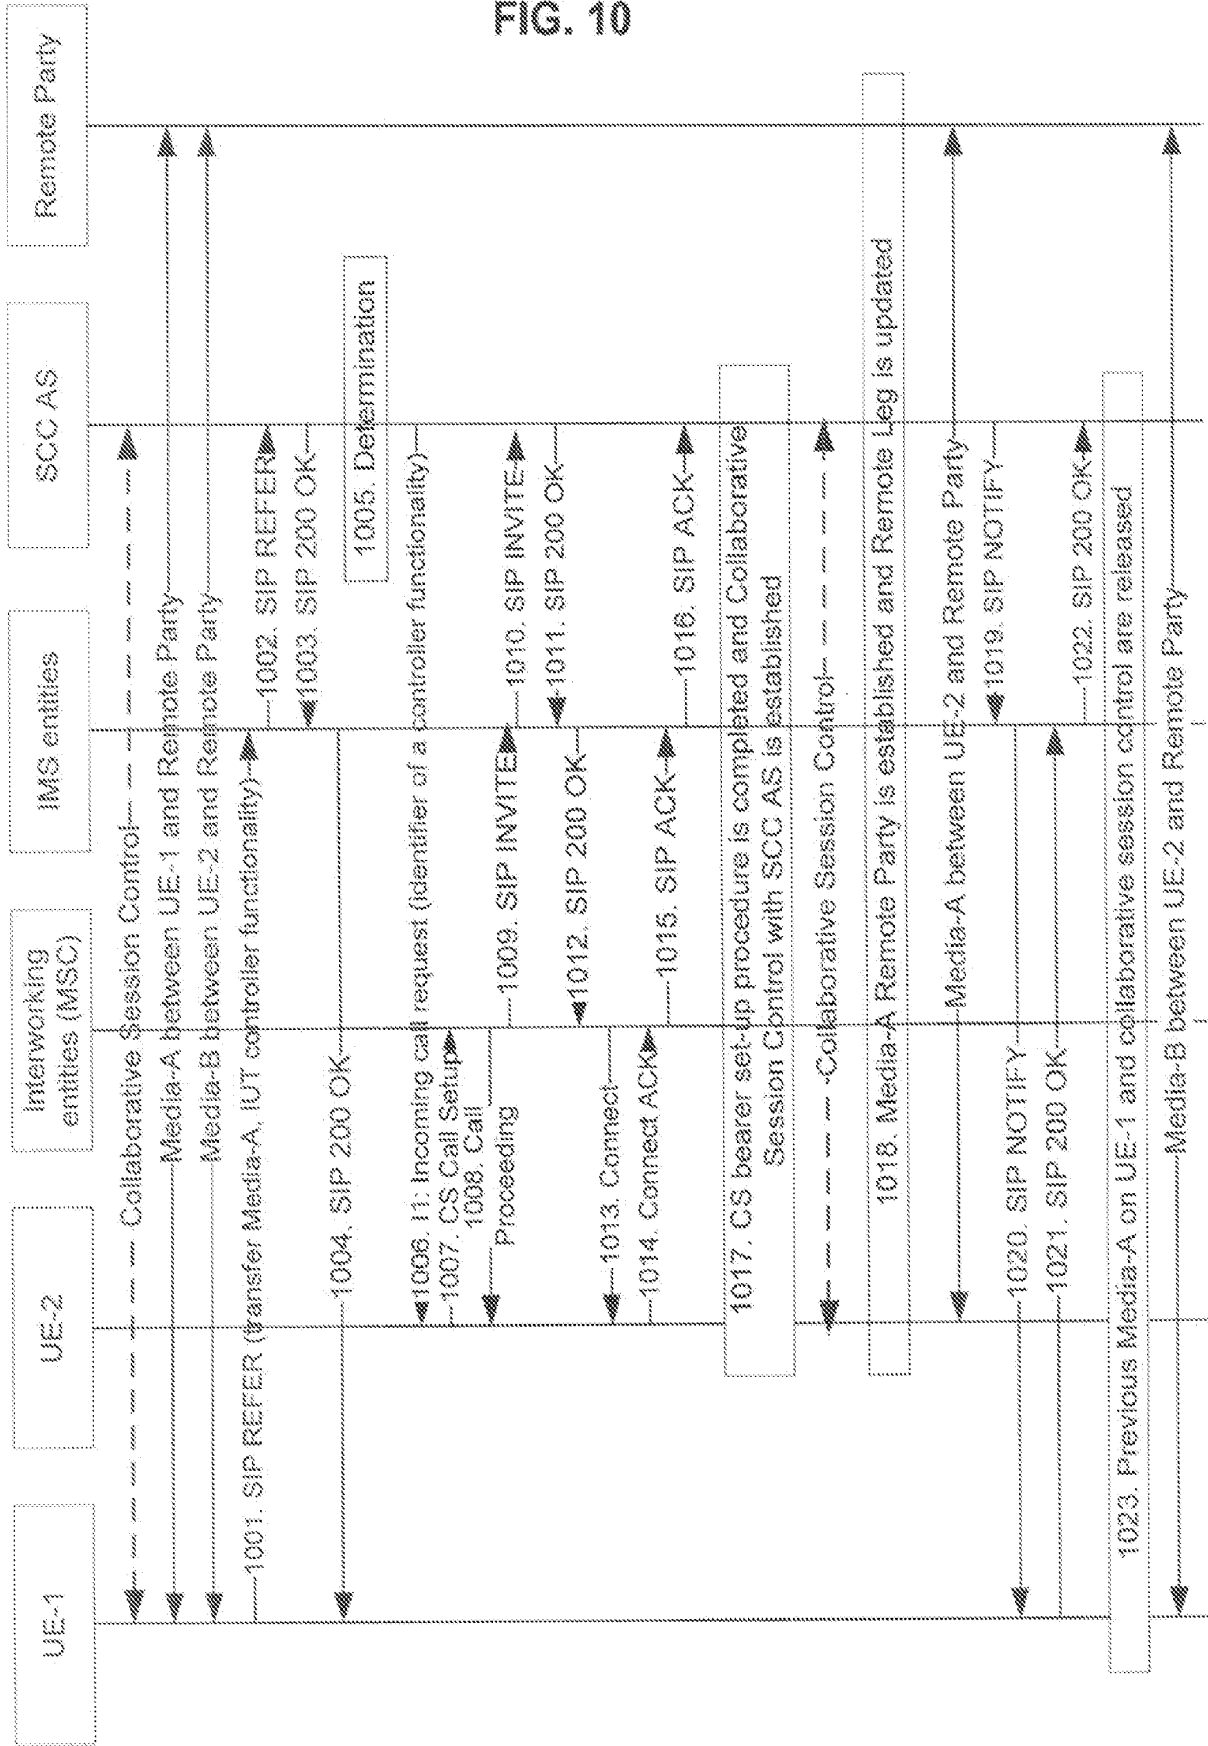 FIG. 10
UE-1
UE-2
Interworking
entities (MSC)
IMS entities
SCC AS
Remote Party
Collaborative Session Control
Media-A between UE-1 and Remote Party
Media-B between UE-2 and Remote Party
1001. SIP REFER (transfer Media-A, IUT controller functionality)
1002. SIP REFER
1003. SIP 200 OK
1004. SIP 200 OK
1005. Determination
1006. I1: Incoming call request (identifier of a controller functionality)
1007. CS Call Setup
1008. Call
Proceeding
1009. SIP INVITE
1010. SIP INVITE
1011. SIP 200 OK
1012. SIP 200 OK
1013. Connect
1014. Connect ACK
1015. SIP ACK
1016. SIP ACK
1017. CS bearer set-up procedure is completed and Collaborative
Session Control with SCC AS is established
Collaborative Session Control
1018. Media-A Remote Party is established and Remote Leg is updated
Media-A between UE-2 and Remote Party
1019. SIP NOTIFY
1020. SIP NOTIFY
1021. SIP 200 OK
1022. SIP 200 OK
1023. Previous Media-A on UE-1 and collaborative session control are released
Media-B between UE-2 and Remote Party